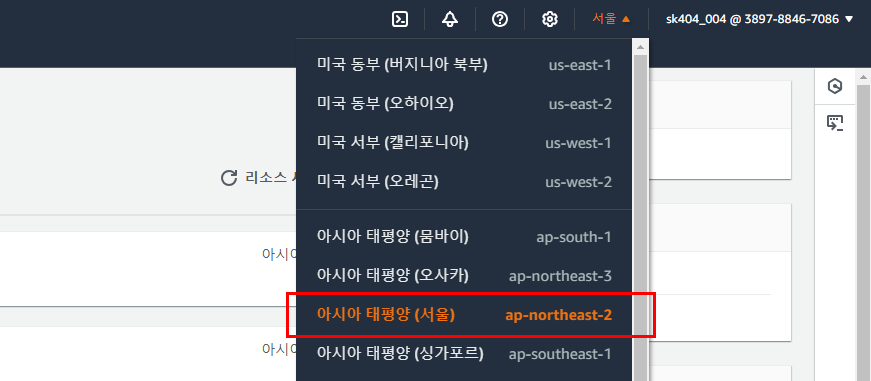 서울 ▲
sk404_004 @ 3897-8846-7086 ▼
미국 동부 (버지니아 북부) us-east-1
미국 동부 (오하이오) us-east-2
미국 서부 (캘리포니아) us-west-1
미국 서부 (오레곤) us-west-2
리소스
아시아 태평양 (뭄바이) ap-south-1
아시아
아시아 태평양 (오사카) ap-northeast-3
아시아 태평양 (서울) ap-northeast-2
아시아
아시아 태평양 (싱가포르) ap-southeast-1